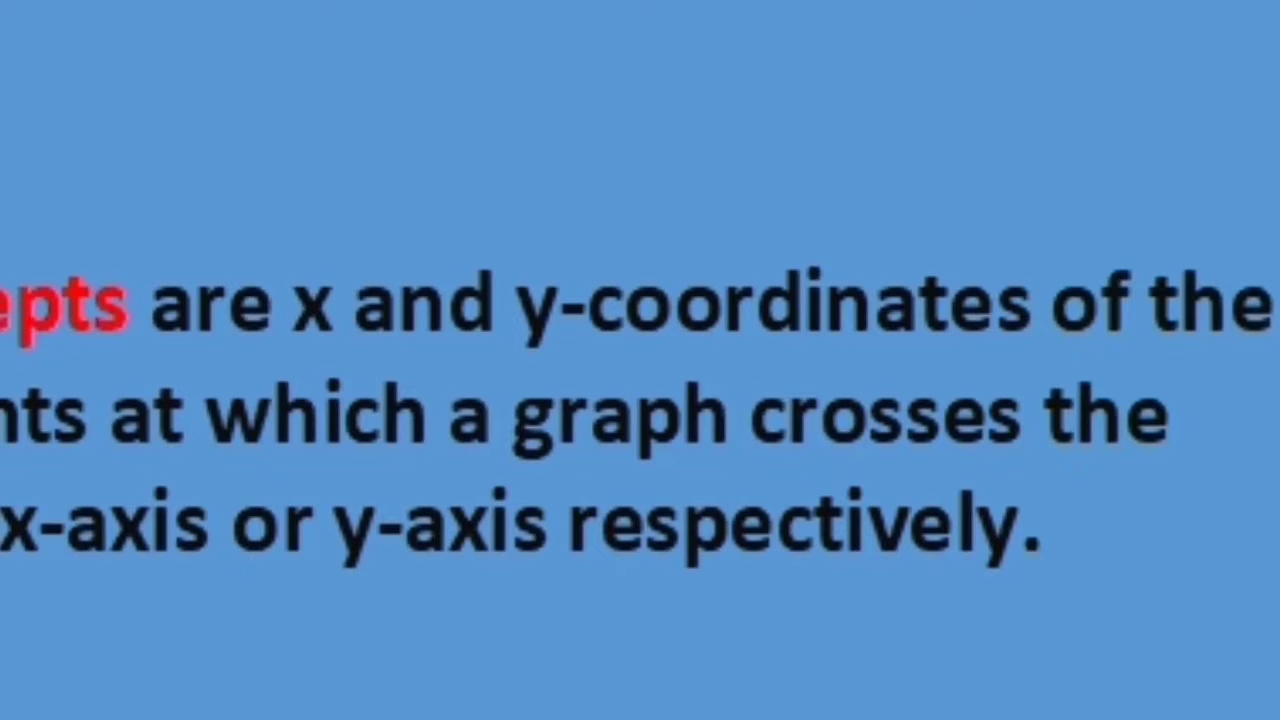 epts are x and y-coordinates of the
nts at which a graph crosses the
x-axis or y-axis respectively.